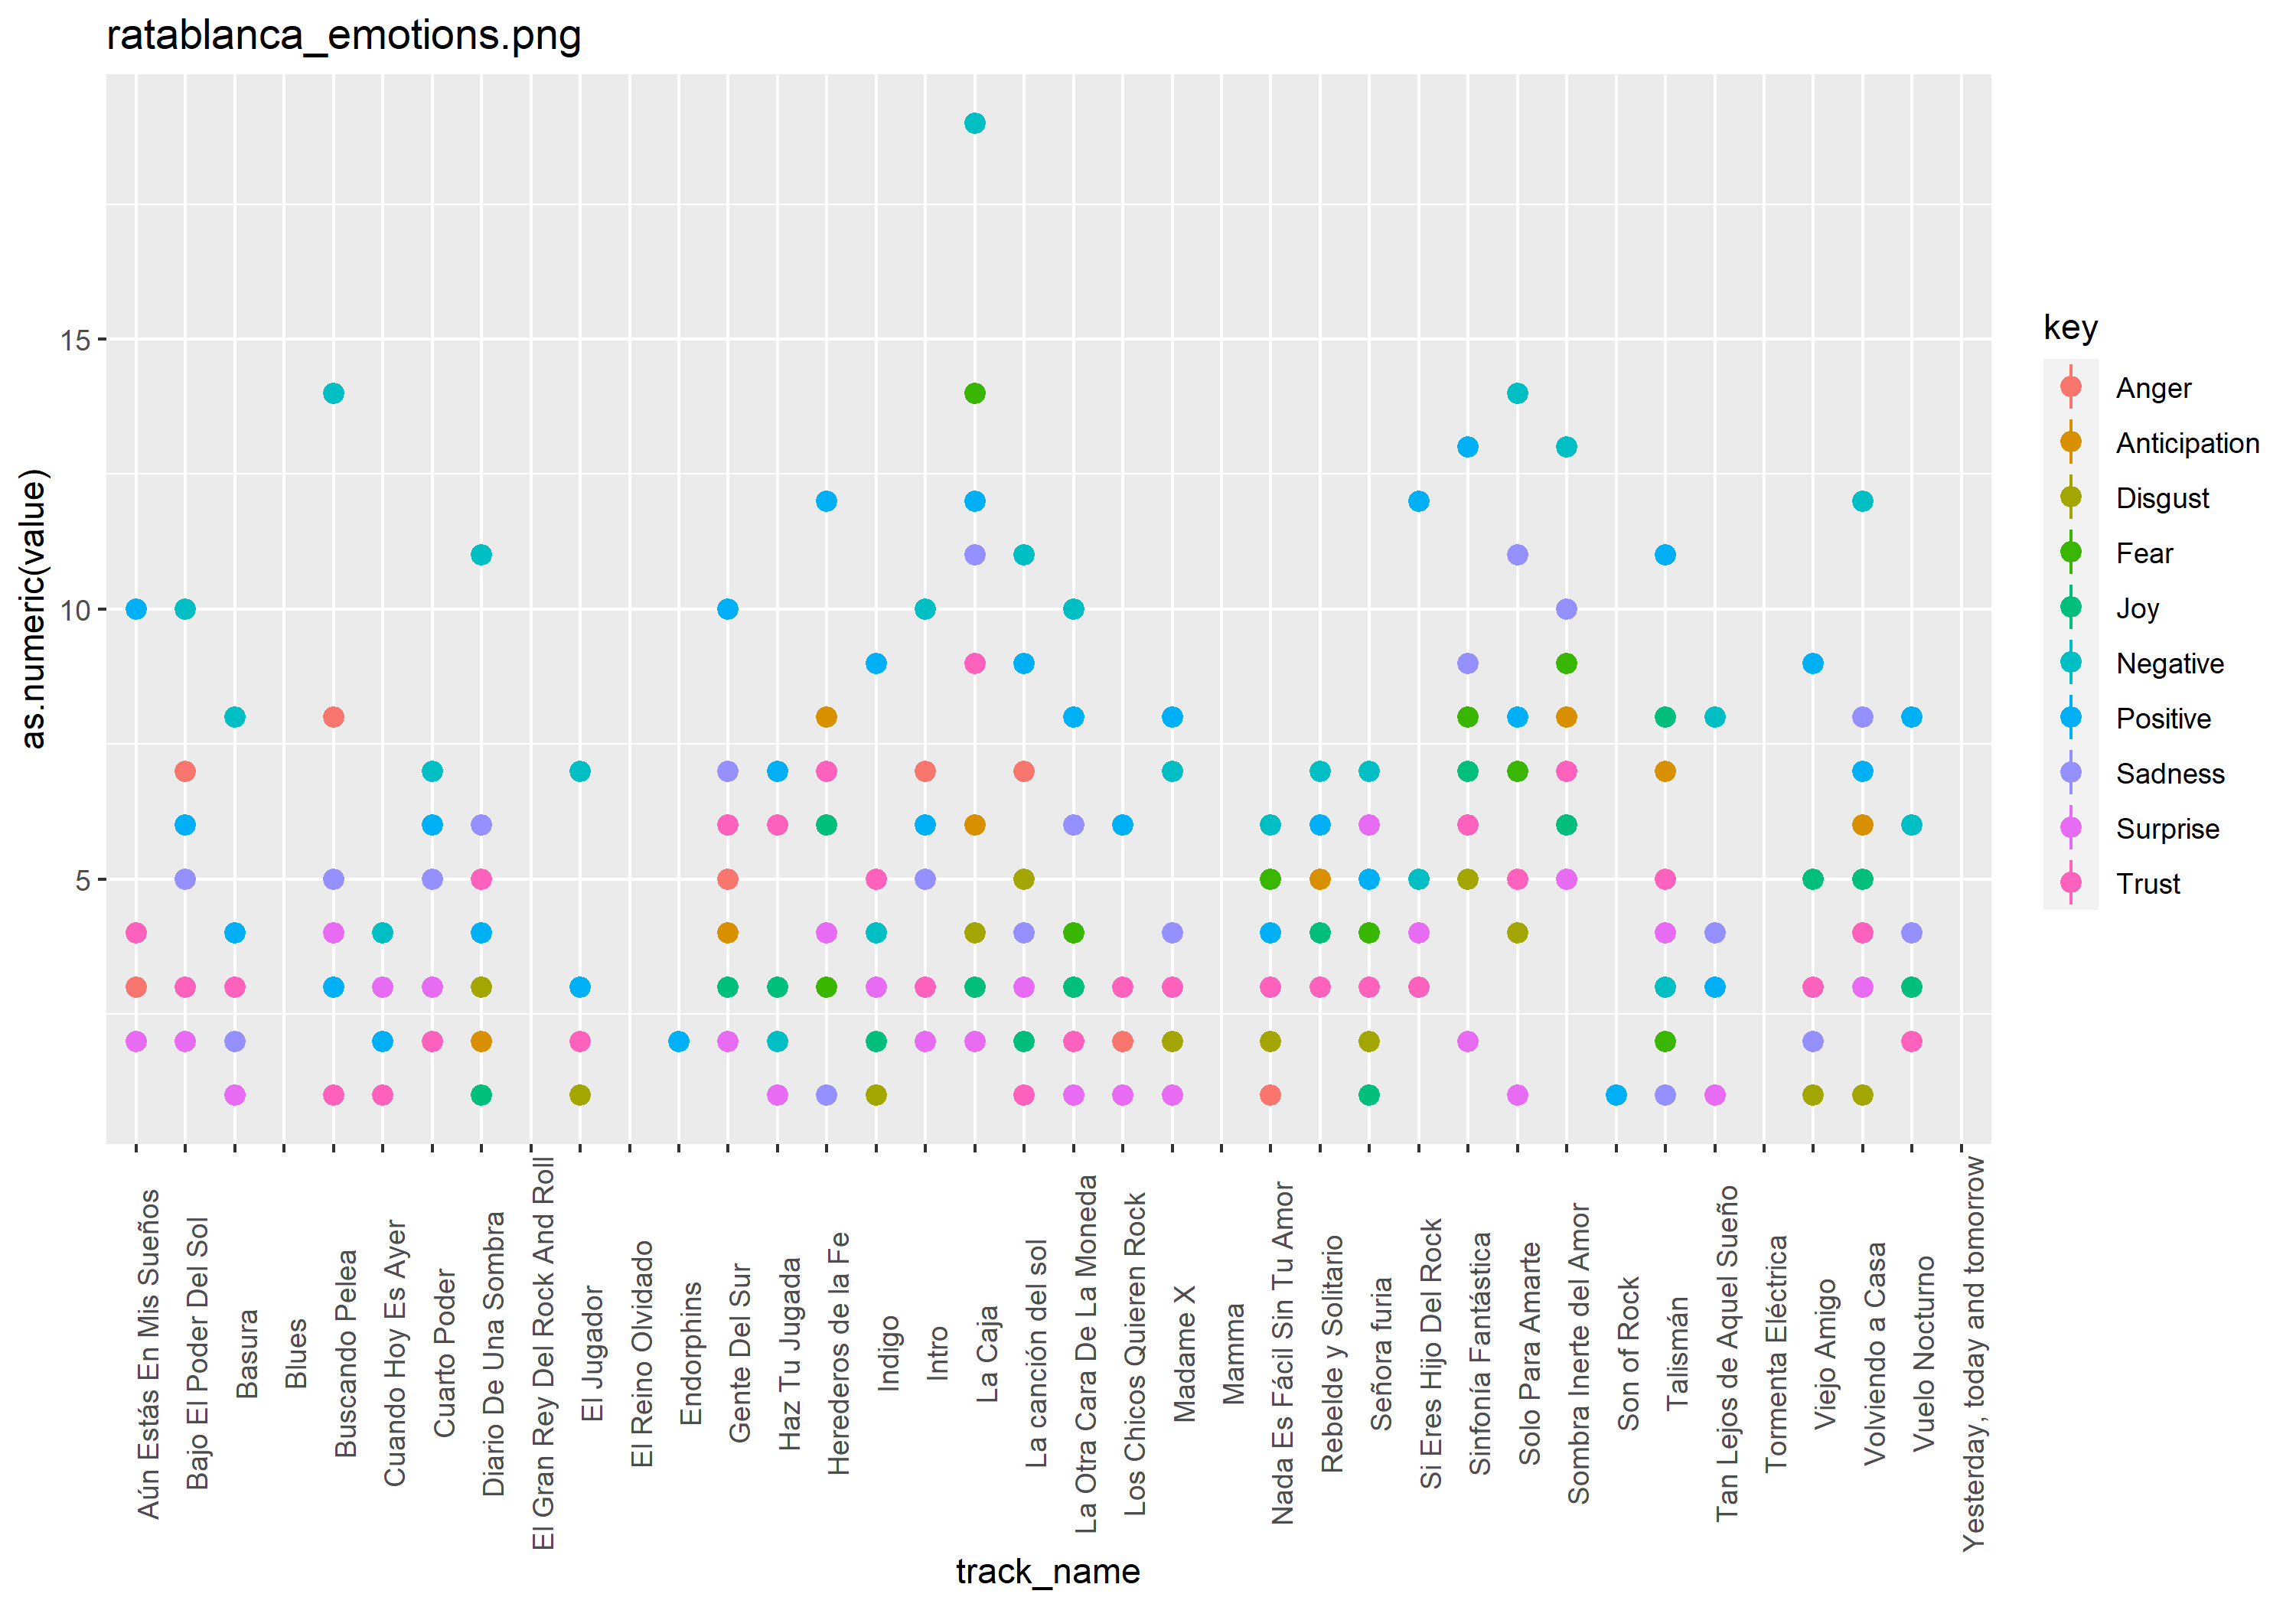 ratablanca_emotions.png
as.numeric(value)
15
10
5
Aún Estás En Mis Sueños
Bajo El Poder Del Sol
Basura
Blues
Buscando Pelea
Cuando Hoy Es Ayer
Cuarto Poder
Diario De Una Sombra
El Gran Rey Del Rock And Roll
El Jugador
El Reino Olvidado
Endorphins
Gente Del Sur
Haz Tu Jugada
Herederos de la Fe
Indigo
Intro
La Caja
La canción del sol
La Otra Cara De La Moneda
Los Chicos Quieren Rock
Madame X
Mamma
Nada Es Fácil Sin Tu Amor
Rebelde y Solitario
Señora furia
Si Eres Hijo Del Rock
Sinfonía Fantástica
Solo Para Amarte
Sombra Inerte del Amor
Son of Rock
Talismán
Tan Lejos de Aquel Sueño
Tormenta Eléctrica
Viejo Amigo
Volviendo a Casa
Vuelo Nocturno
Yesterday, today and tomorrow
track_name
key
Anger
Anticipation
Disgust
Fear
Joy
Negative
Positive
Sadness
Surprise
Trust